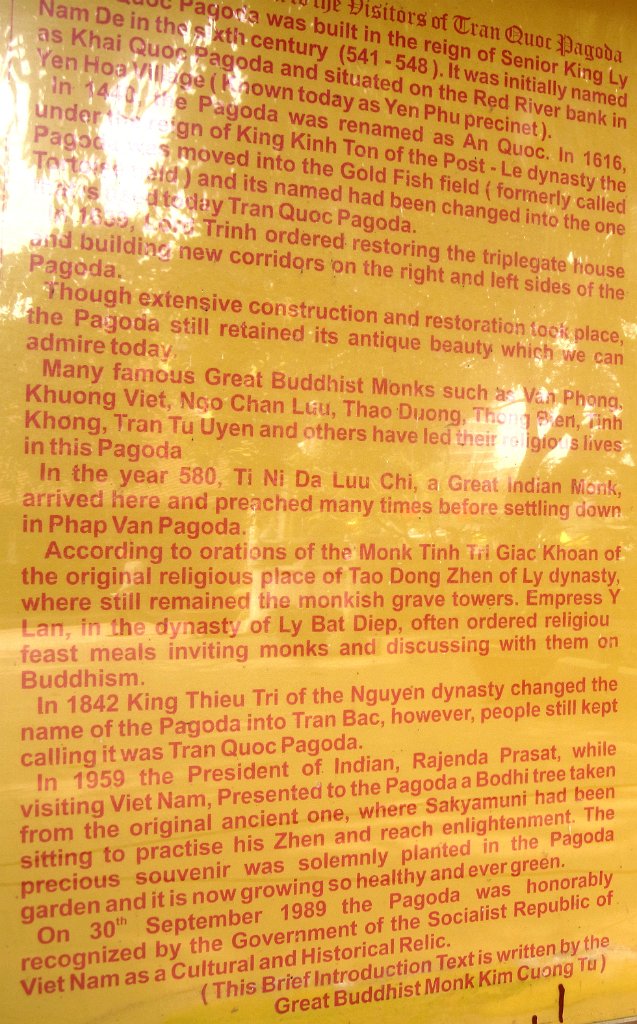 to the Visitors of Tran Quoc Pagoda
Quoc Pagoda was built in the reign of Senior King Ly
Nam De in the sixth century (541 - 548). It was initially named
as Khai Quoc Pagoda and situated on the Red River bank in
Yen Hoa Village ( Known today as Yen Phu precinet ).
In the Pagoda was renamed as An Quoc. In 1616,
under the reign of King Kinh Ton of the Post - Le dynasty the
Pagoda was moved into the Gold Fish field ( formerly called
) and its named had been changed into the one
today Tran Quoc Pagoda.
Trinh ordered restoring the triplegate house
and building new corridors on the right and left sides of the
Pagoda.
Though extensive construction and restoration took place,
the Pagoda still retained its antique beauty which we can
admire today.
Many famous Great Buddhist Monks such as Van Phong,
Khuong Viet, Ngo Chan Luu, Thao Duong, Thong Bien, Tinh
Khong, Tran Tu Uyen and others have led their religious lives
in this Pagoda
In the year 580, Ti Ni Da Luu Chi, a Great Indian Monk,
arrived here and preached many times before settling down
in Phap Van Pagoda.
According to orations of the Monk Tinh Tri Giac Khoan of
the original religious place of Tao Dong Zhen of Ly dynasty,
where still remained the monkish grave towers. Empress Y
Lan, in the dynasty of Ly Bat Diep, often ordered religiou
feast meals inviting monks and discussing with them on
Buddhism.
In 1842 King Thieu Tri of the Nguyen dynasty changed the
name of the Pagoda into Tran Bac, however, people still kept
calling it was Tran Quoc Pagoda.
In 1959 the President of Indian, Rajenda Prasat, while
visiting Viet Nam, Presented to the Pagoda a Bodhi tree taken
from the original ancient one, where Sakyamuni had been
sitting to practise his Zhen and reach enlightenment. The
precious souvenir was solemnly planted in the Pagoda
garden and it is now growing so healthy and ever green.
On 30th September 1989 the Pagoda was honorably
recognized by the Government of the Socialist Republic of
Viet Nam as a Cultural and Historical Relic.
( This Brief Introduction Text is written by the
Great Buddhist Monk Kim Cuong Tu )